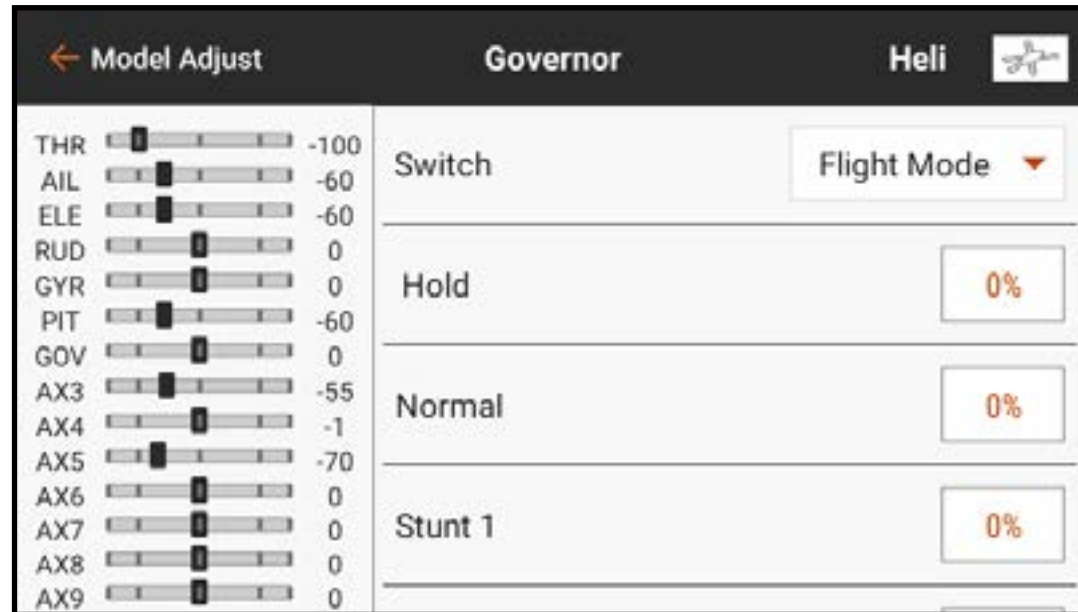 ← Model Adjust Governor Heli
THR -100
AIL -60
ELE -60
RUD 0
GYR 0
PIT -60
GOV 0
AX3 -55
AX4 -1
AX5 -70
AX6 0
AX7 0
AX8 0
AX9 0
Switch Flight Mode
Hold 0%
Normal 0%
Stunt 1 0%